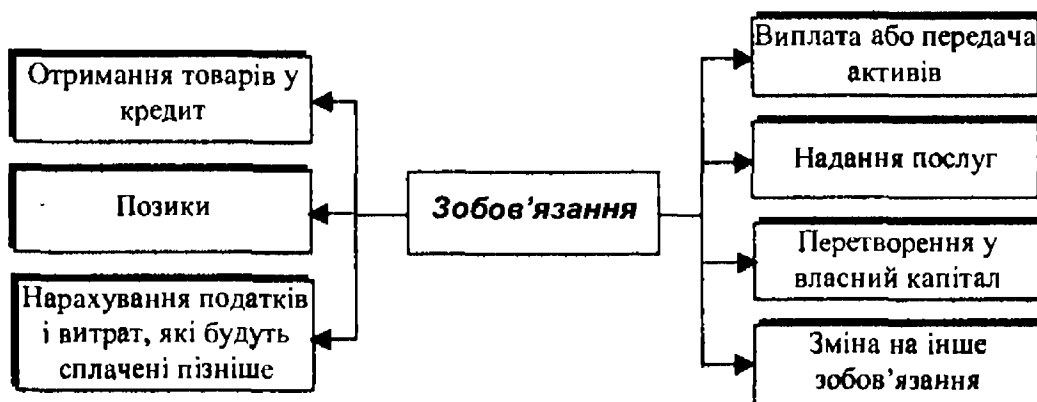 Отримання товарів у
кредит
Позики
Нарахування податків
і витрат, які будуть
сплачені пізніше
Зобов'язання
Виплата або передача
активів
Надання послуг
Перетворення у
власний капітал
Зміна на інше
зобов'язання